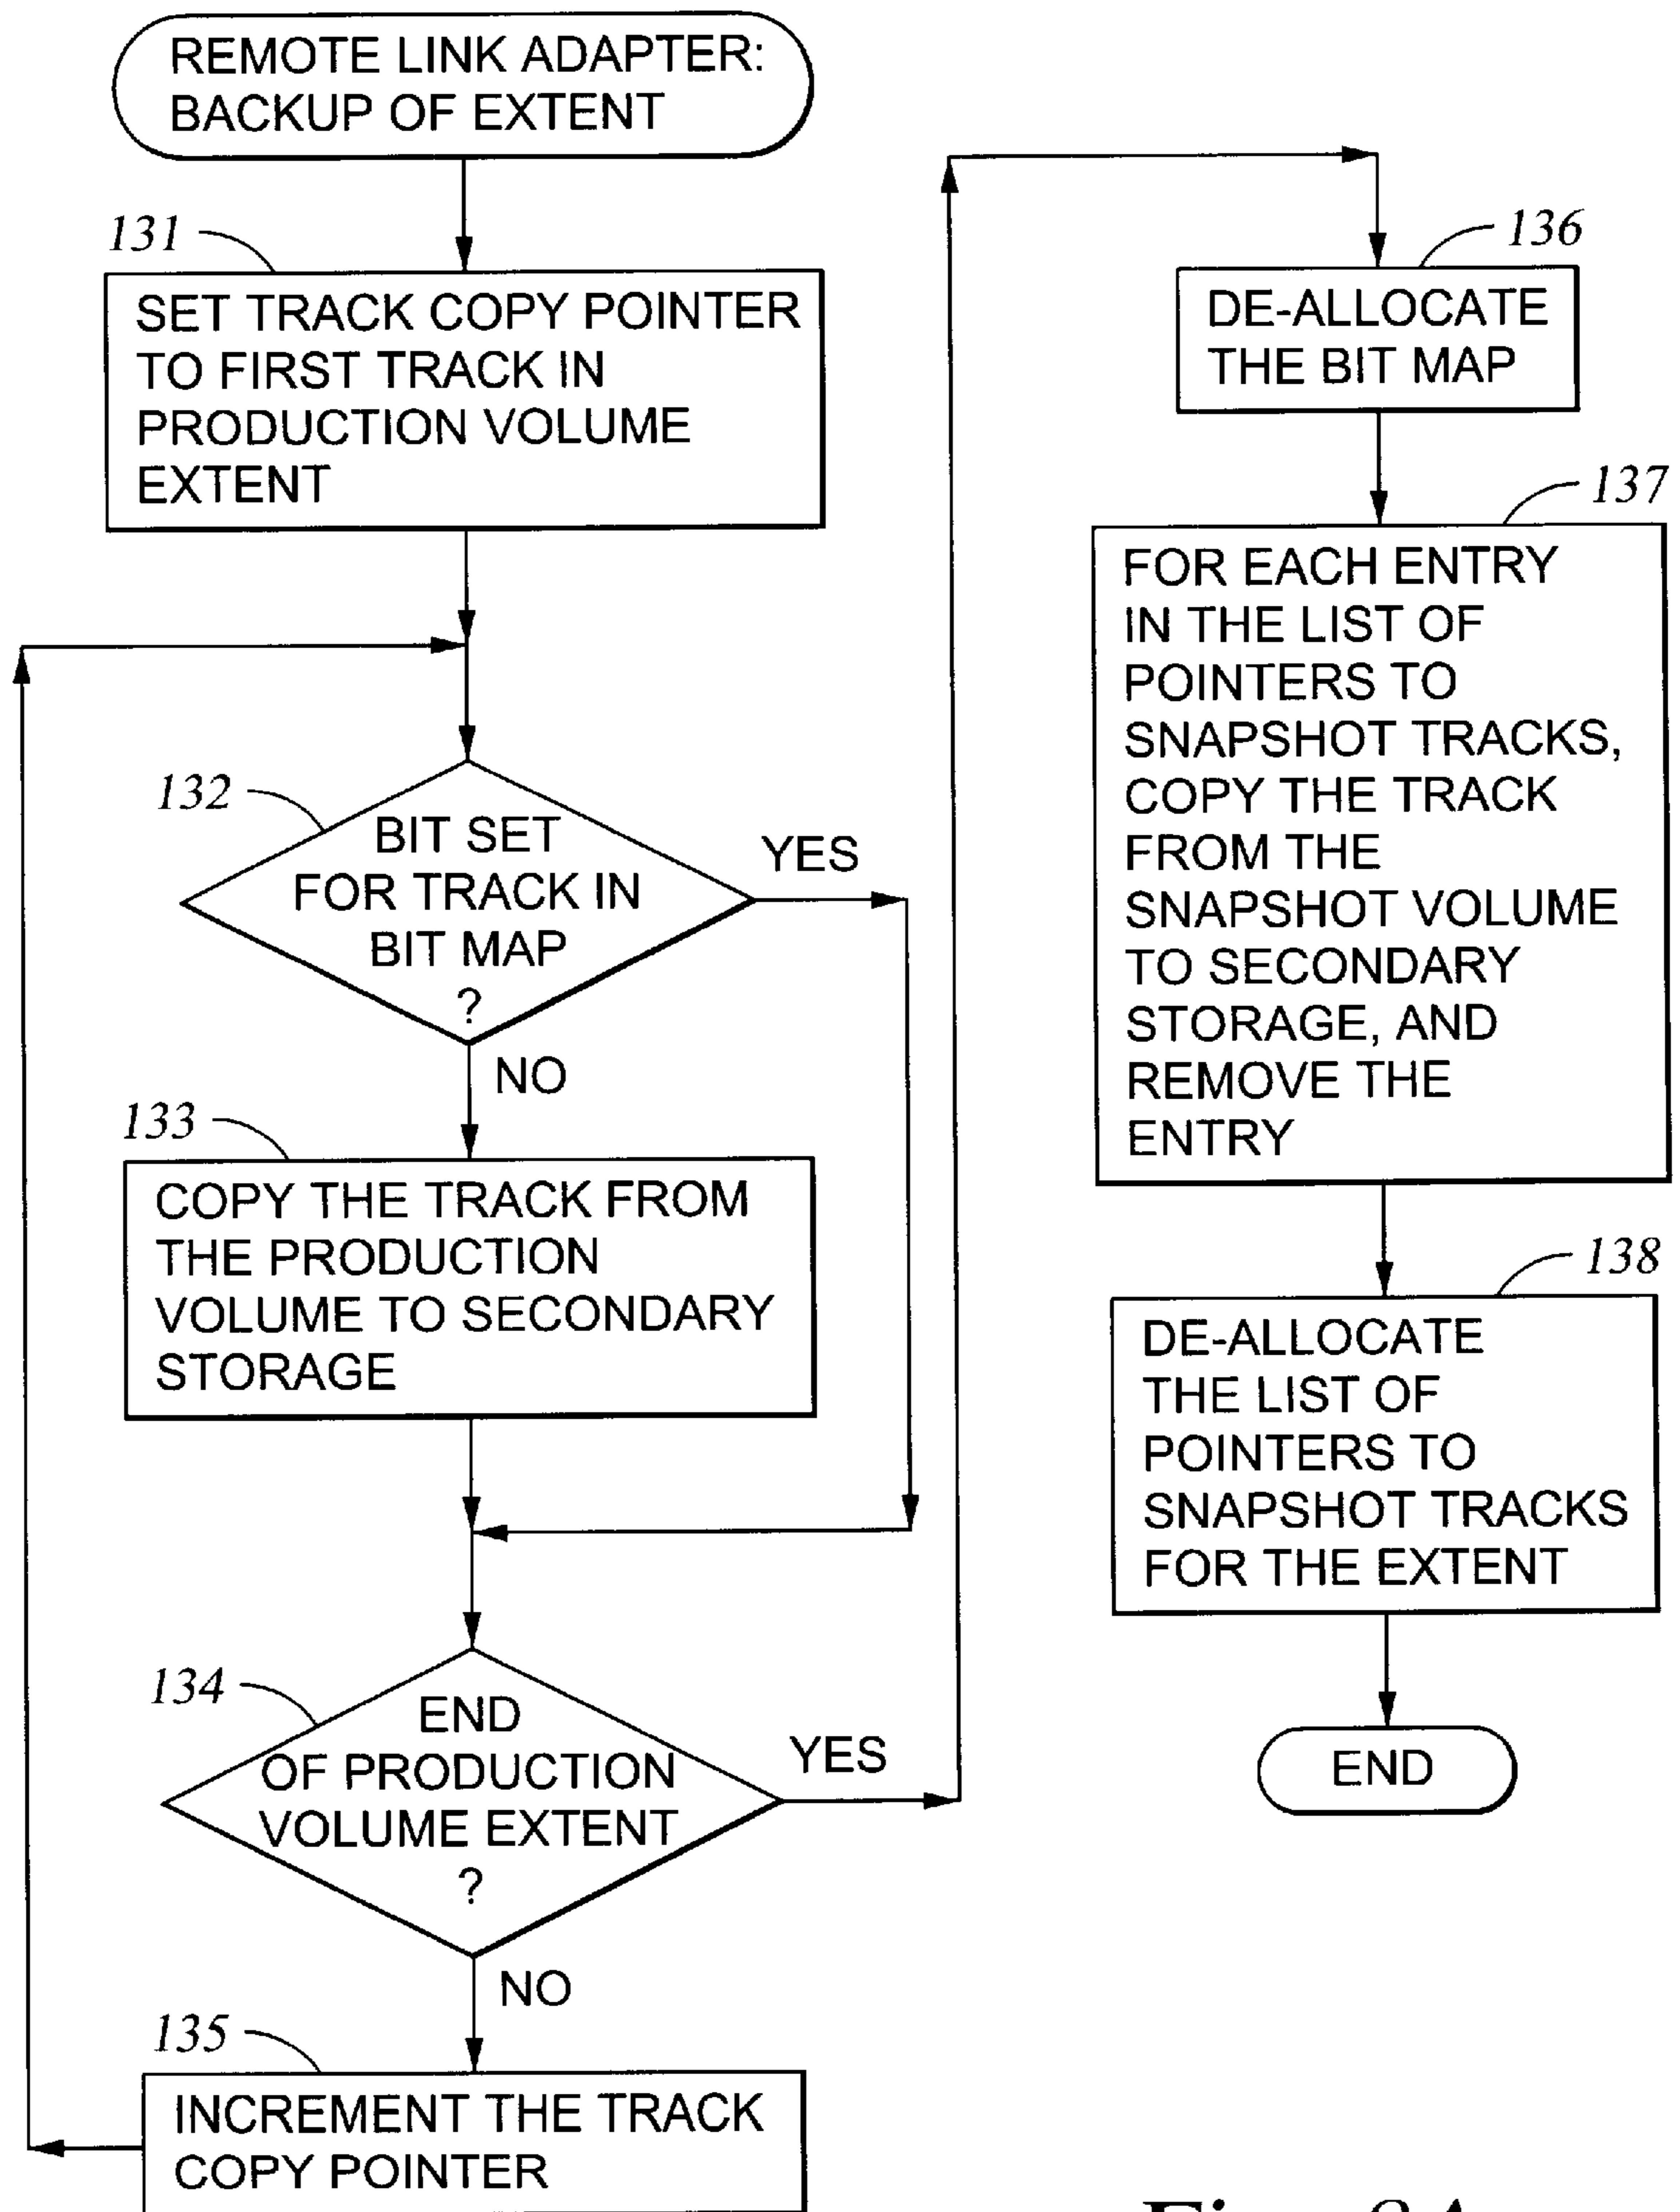 REMOTE LINK ADAPTER:
BACKUP OF EXTENT
131
SET TRACK COPY POINTER
TO FIRST TRACK IN
PRODUCTION VOLUME
EXTENT
132
BIT SET
FOR TRACK IN
BIT MAP
?
YES
NO
133
COPY THE TRACK FROM
THE PRODUCTION
VOLUME TO SECONDARY
STORAGE
134
END
OF PRODUCTION
VOLUME EXTENT
?
YES
NO
135
INCREMENT THE TRACK
COPY POINTER
136
DE-ALLOCATE
THE BIT MAP
137
FOR EACH ENTRY
IN THE LIST OF
POINTERS TO
SNAPSHOT TRACKS,
COPY THE TRACK
FROM THE
SNAPSHOT VOLUME
TO SECONDARY
STORAGE, AND
REMOVE THE
ENTRY
138
DE-ALLOCATE
THE LIST OF
POINTERS TO
SNAPSHOT TRACKS
FOR THE EXTENT
END